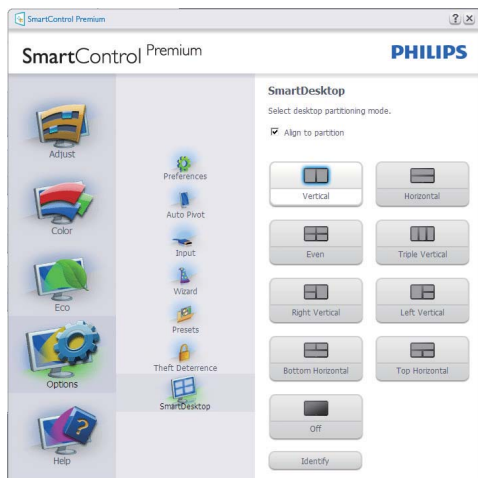 SmartControl Premium
SmartControl Premium
PHILIPS
Adjust
Color
Eco
Options
Help
Preferences
Auto Pivot
Input
Wizard
Presets
Theft Deterrence
SmartDesktop
SmartDesktop
Select desktop partitioning mode.
Align to partition
Vertical
Horizontal
Even
Triple Vertical
Right Vertical
Left Vertical
Bottom Horizontal
Top Horizontal
Off
Identify